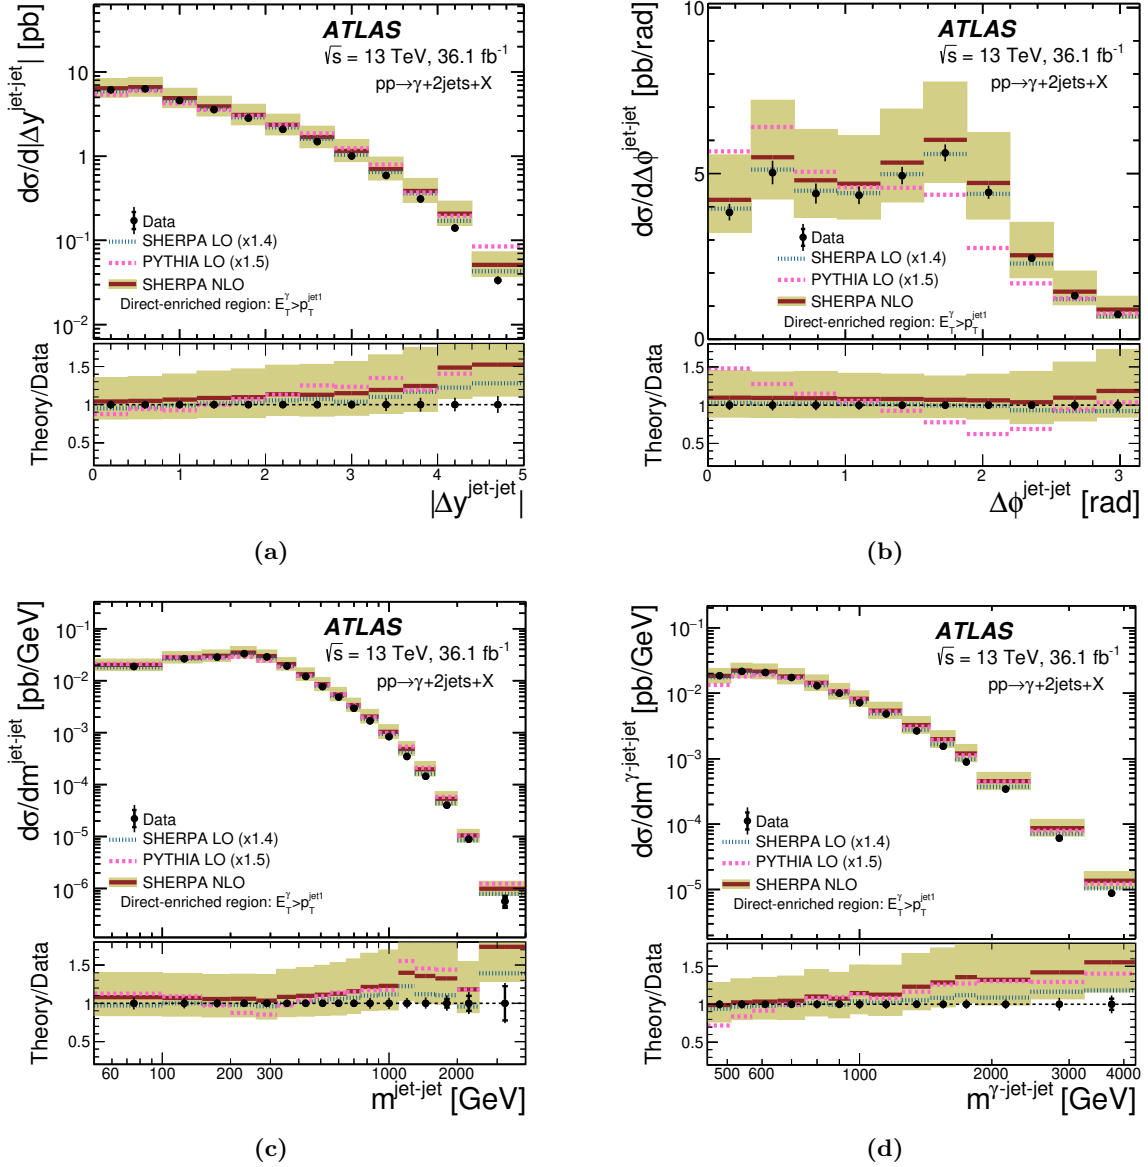 dσ/d|Δy^jet-jet| [pb]
10
1
10⁻¹
10⁻²
ATLAS
√s = 13 TeV, 36.1 fb⁻¹
pp→γ+2jets+X
Data
SHERPA LO (x1.4)
PYTHIA LO (x1.5)
SHERPA NLO
Direct-enriched region: E_T^γ>p_T^jet1
Theory/Data
1.5
1
0.5
0 1 2 3 4 5
|Δy^jet-jet|
(a)
dσ/dΔϕ^jet-jet [pb/rad]
10
5
0
ATLAS
√s = 13 TeV, 36.1 fb⁻¹
pp→γ+2jets+X
Data
SHERPA LO (x1.4)
PYTHIA LO (x1.5)
SHERPA NLO
Direct-enriched region: E_T^γ>p_T^jet1
Theory/Data
1.5
1
0.5
0 1 2 3
Δϕ^jet-jet [rad]
(b)
dσ/dm^jet-jet [pb/GeV]
10⁻¹
10⁻²
10⁻³
10⁻⁴
10⁻⁵
10⁻⁶
ATLAS
√s = 13 TeV, 36.1 fb⁻¹
pp→γ+2jets+X
Data
SHERPA LO (x1.4)
PYTHIA LO (x1.5)
SHERPA NLO
Direct-enriched region: E_T^γ>p_T^jet1
Theory/Data
1.5
1
0.5
60 100 200 300 1000 2000
m^jet-jet [GeV]
(c)
dσ/dm^γ-jet-jet [pb/GeV]
10⁻¹
10⁻²
10⁻³
10⁻⁴
10⁻⁵
ATLAS
√s = 13 TeV, 36.1 fb⁻¹
pp→γ+2jets+X
Data
SHERPA LO (x1.4)
PYTHIA LO (x1.5)
SHERPA NLO
Direct-enriched region: E_T^γ>p_T^jet1
Theory/Data
1.5
1
0.5
500 600 1000 2000 3000 4000
m^γ-jet-jet [GeV]
(d)